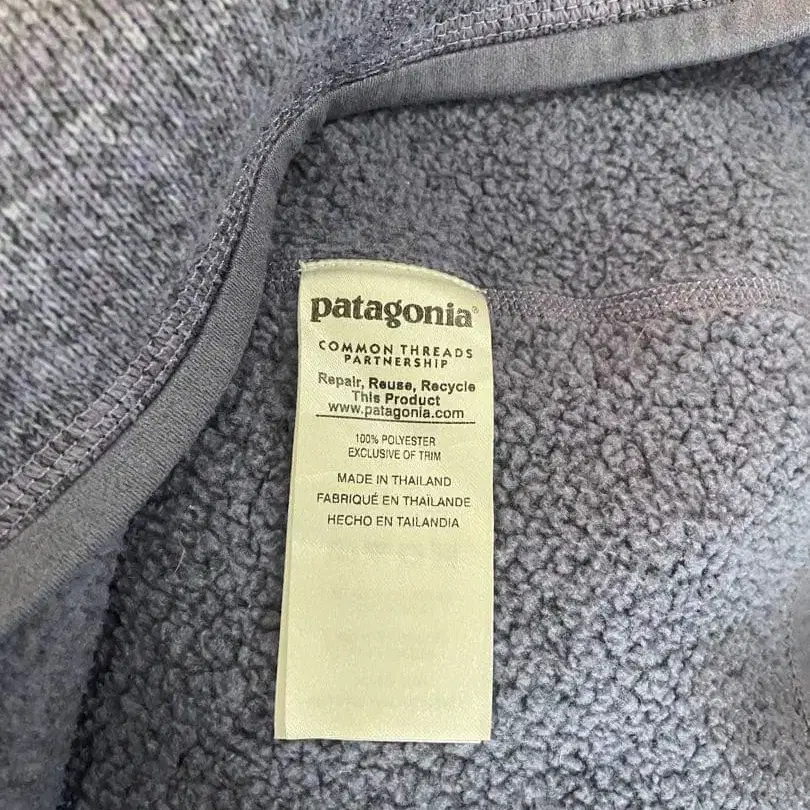 patagonia®
COMMON THREADS
PARTNERSHIP
Repair, Reuse, Recycle
This Product
www.patagonia.com
100% POLYESTER
EXCLUSIVE OF TRIM
MADE IN THAILAND
FABRIQUÉ EN THAÏLANDE
HECHO EN TAILANDIA